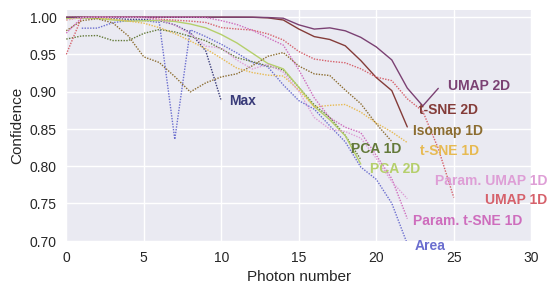 1.00
0.95
0.90
0.85
0.80
0.75
0.70
Confidence
UMAP 2D
Max
t-SNE 2D
Isomap 1D
PCA 1D
t-SNE 1D
PCA 2D
Param. UMAP 1D
UMAP 1D
Param. t-SNE 1D
Area
0 5 10 15 20 25 30
Photon number